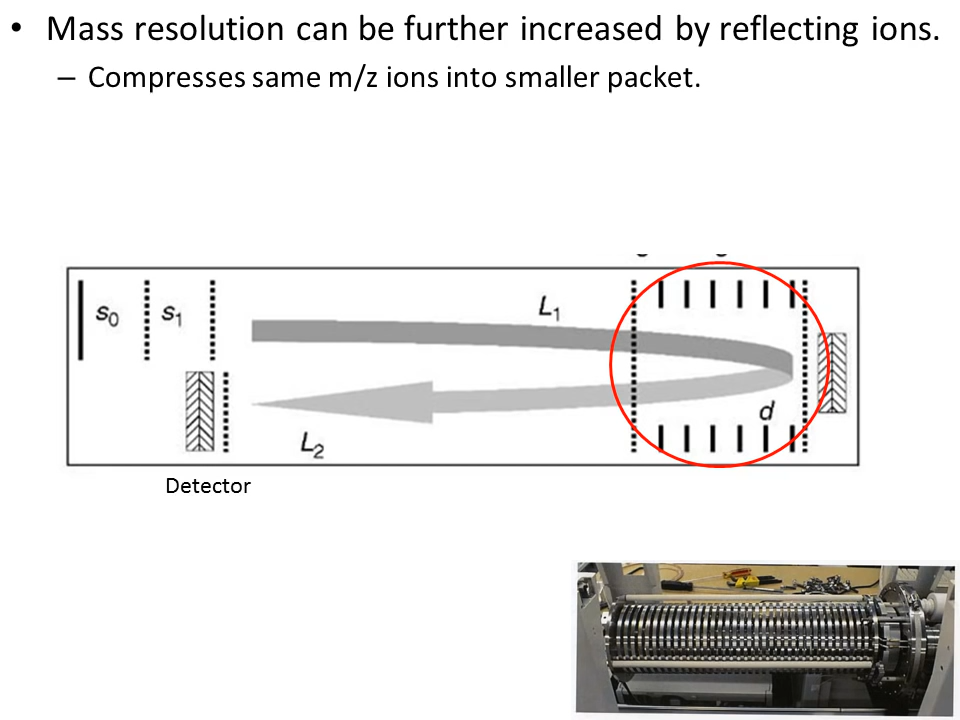 • Mass resolution can be further increased by reflecting ions.
– Compresses same m/z ions into smaller packet.
s₀ s₁ L₁
d
L₂
Detector